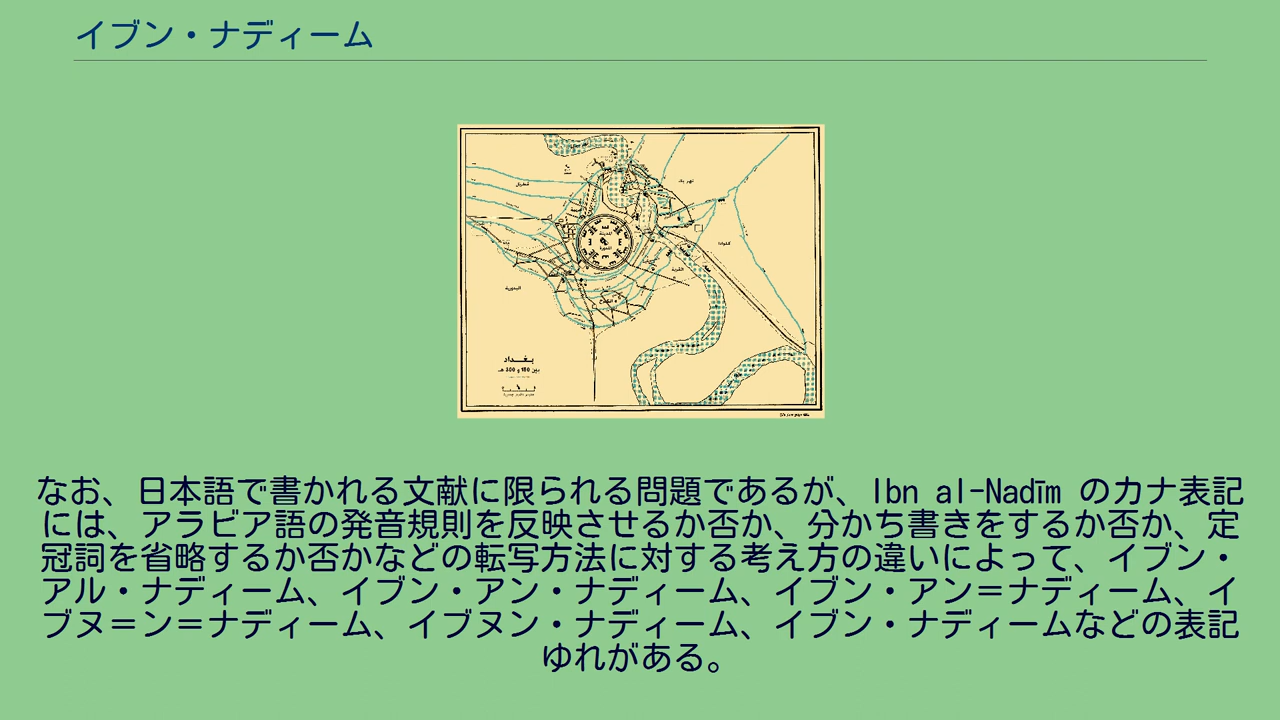 イブン・ナディーム
بغداد
بين 150 و 300 هـ
なお、日本語で書かれる文献に限られる問題であるが、Ibn al-Nadīm のカナ表記
には、アラビア語の発音規則を反映させるか否か、分かち書きをするか否か、定
冠詞を省略するか否かなどの転写方法に対する考え方の違いによって、イブン・
アル・ナディーム、イブン・アン・ナディーム、イブン・アン＝ナディーム、イ
ブヌ＝ン＝ナディーム、イブヌン・ナディーム、イブン・ナディームなどの表記
ゆれがある。